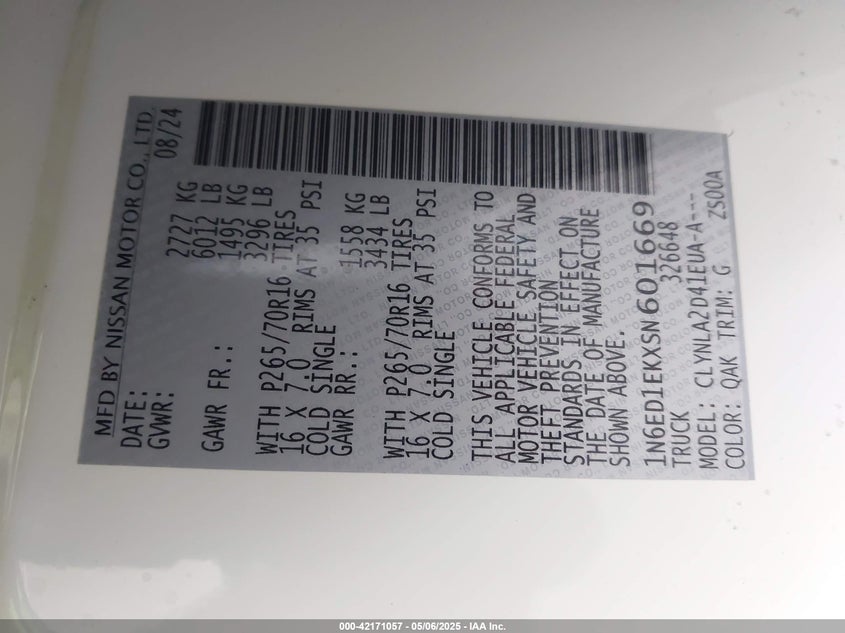 MFD BY NISSAN MOTOR CO., LTD.
DATE: 08/24
GVWR: 2727 KG
6012 LB
GAWR FR.: 1495 KG
3296 LB
WITH P265/70R16 TIRES
16 X 7.0 RIMS AT 35 PSI
COLD SINGLE
GAWR RR.: 1558 KG
3434 LB
WITH P265/70R16 TIRES
16 X 7.0 RIMS AT 35 PSI
COLD SINGLE
THIS VEHICLE CONFORMS TO
ALL APPLICABLE FEDERAL
MOTOR VEHICLE SAFETY AND
THEFT PREVENTION
STANDARDS IN EFFECT ON
THE DATE OF MANUFACTURE
SHOWN ABOVE.
1N6ED1EKXSN601669
TRUCK 326648
MODEL: CLYNLA2D41EUA-A---
COLOR: QAK TRIM: G ZS00A
000-42171057 - 05/06/2025 - IAA Inc.